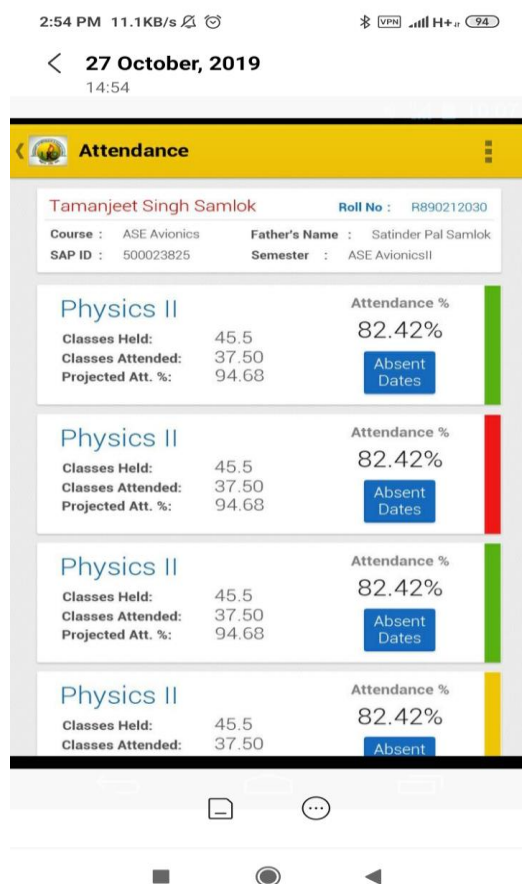 2:54 PM 11.1KB/s VPN H+ 94
27 October, 2019
14:54
Attendance
Tamanjeet Singh Samlok Roll No : R890212030
Course : ASE Avionics Father's Name : Satinder Pal Samlok
SAP ID : 500023825 Semester : ASE AvionicsII
Physics II Attendance %
Classes Held: 45.5 82.42%
Classes Attended: 37.50 Absent
Projected Att. %: 94.68 Dates
Physics II Attendance %
Classes Held: 45.5 82.42%
Classes Attended: 37.50 Absent
Projected Att. %: 94.68 Dates
Physics II Attendance %
Classes Held: 45.5 82.42%
Classes Attended: 37.50 Absent
Projected Att. %: 94.68 Dates
Physics II Attendance %
Classes Held: 45.5 82.42%
Classes Attended: 37.50 Absent